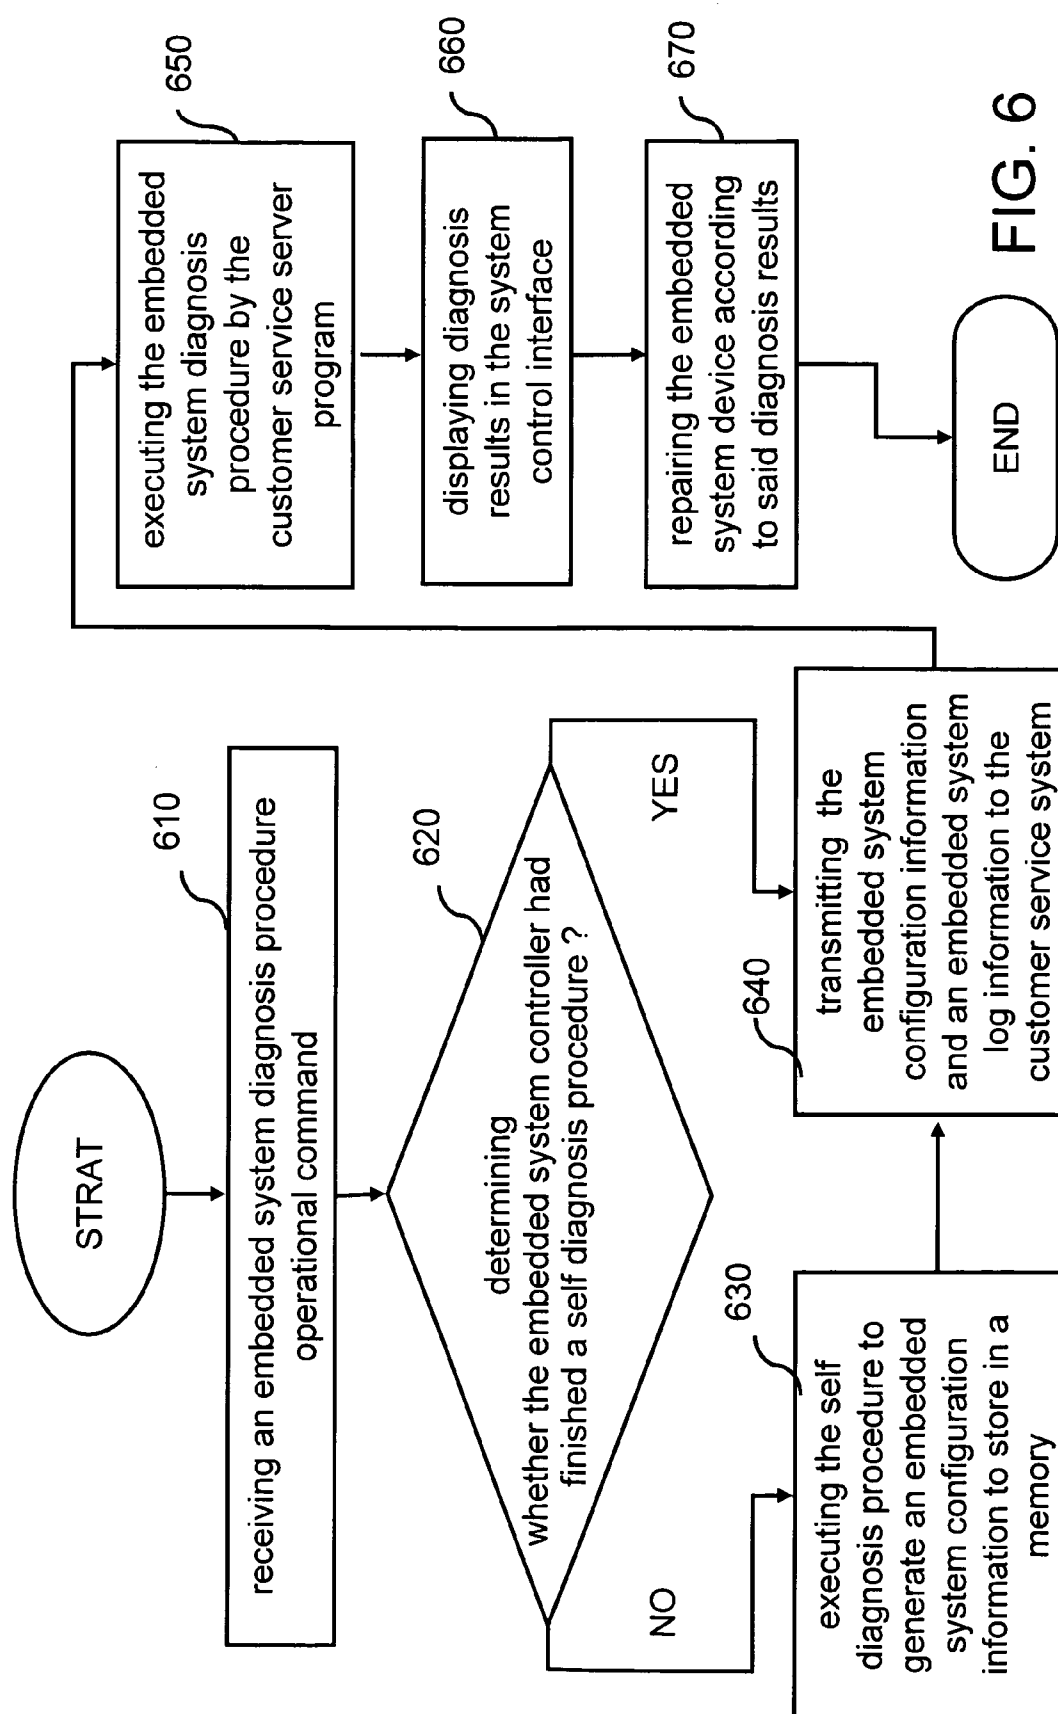 STRAT
610
receiving an embedded system diagnosis procedure
operational command
620
determining
whether the embedded system controller had
finished a self diagnosis procedure ?
NO
YES
630
executing the self
diagnosis procedure to
generate an embedded
system configuration
information to store in a
memory
640
transmitting the
embedded system
configuration information
and an embedded system
log information to the
customer service system
650
executing the embedded
system diagnosis
procedure by the
customer service server
program
660
displaying diagnosis
results in the system
control interface
670
repairing the embedded
system device according
to said diagnosis results
END
FIG. 6